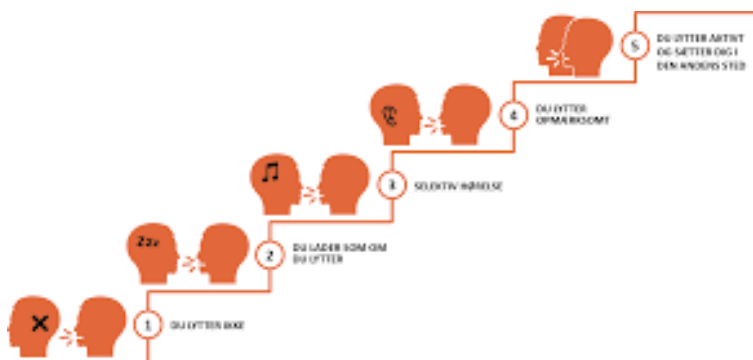 5
DU LYTTER AKTIVT
OG SÆTTER DIG I
DEN ANDENS STED
4
DU LYTTER
OPMÆRKSOMT
3
SELEKTIV HØRELSE
Zzz
2
DU LADER SOM OM
DU LYTTER
1
DU LYTTER IKKE